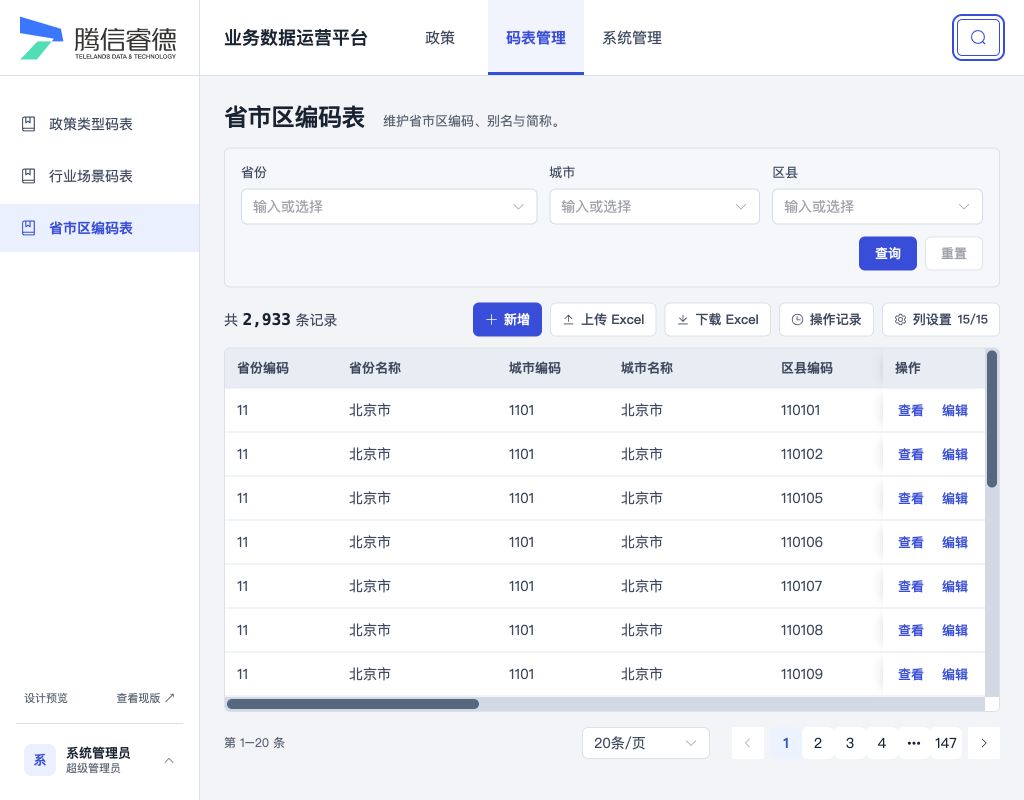 腾信睿德
TELELANDS DATA & TECHNOLOGY
业务数据运营平台
政策
码表管理
系统管理
政策类型码表
行业场景码表
省市区编码表
设计预览
查看现版
系
系统管理员
超级管理员
省市区编码表 维护省市区编码、别名与简称。
省份 城市 区县
输入或选择 输入或选择 输入或选择
查询 重置
共 2,933 条记录
新增 上传 Excel 下载 Excel 操作记录 列设置 15/15
省份编码 省份名称 城市编码 城市名称 区县编码 操作
11 北京市 1101 北京市 110101 查看 编辑
11 北京市 1101 北京市 110102 查看 编辑
11 北京市 1101 北京市 110105 查看 编辑
11 北京市 1101 北京市 110106 查看 编辑
11 北京市 1101 北京市 110107 查看 编辑
11 北京市 1101 北京市 110108 查看 编辑
11 北京市 1101 北京市 110109 查看 编辑
第 1—20 条 20条/页 1 2 3 4 ••• 147